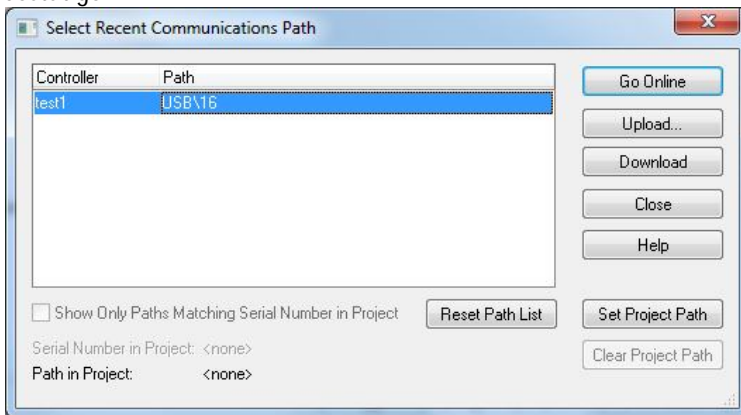 Select Recent Communications Path
Controller Path
test1 USB\16
Go Online
Upload...
Download
Close
Help
Show Only Paths Matching Serial Number in Project
Reset Path List
Set Project Path
Serial Number in Project: <none>
Clear Project Path
Path in Project: <none>